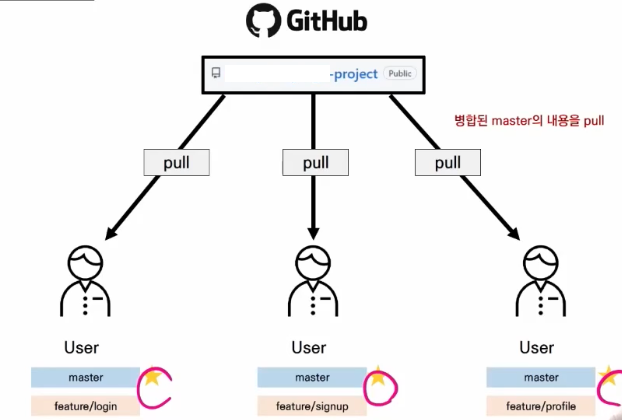 GitHub
-project Public
병합된 master의 내용을 pull
pull pull pull
User User User
master master master
feature/login feature/signup feature/profile